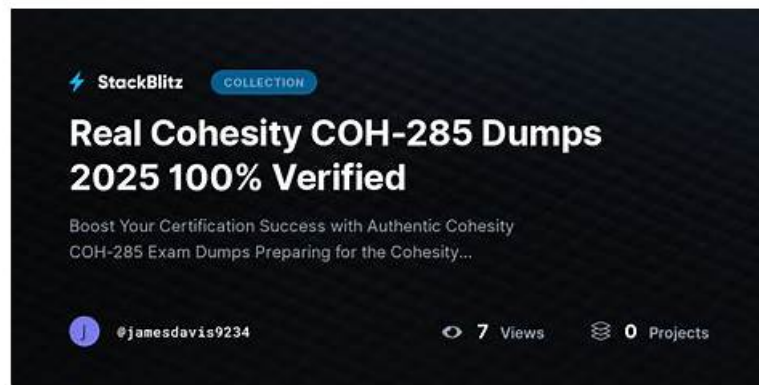 StackBlitz COLLECTION
Real Cohesity COH-285 Dumps
2025 100% Verified
Boost Your Certification Success with Authentic Cohesity
COH-285 Exam Dumps Preparing for the Cohesity...
J @jamesdavis9234 7 Views 0 Projects